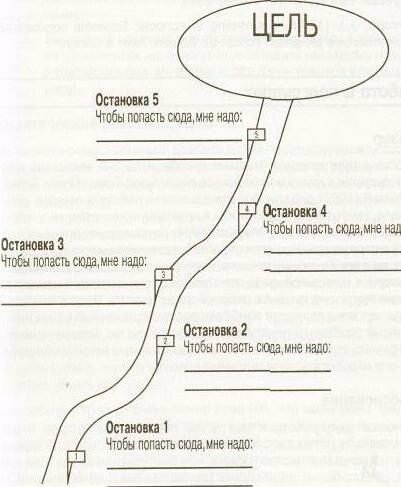 ЦЕЛЬ
Остановка 5
Чтобы попасть сюда, мне надо:
5
4
Остановка 4
Чтобы попасть сюда, мне
Остановка 3
Чтобы попасть сюда, мне надо:
3
2
Остановка 2
Чтобы попасть сюда, мне надо:
Остановка 1
Чтобы попасть сюда, мне надо:
1